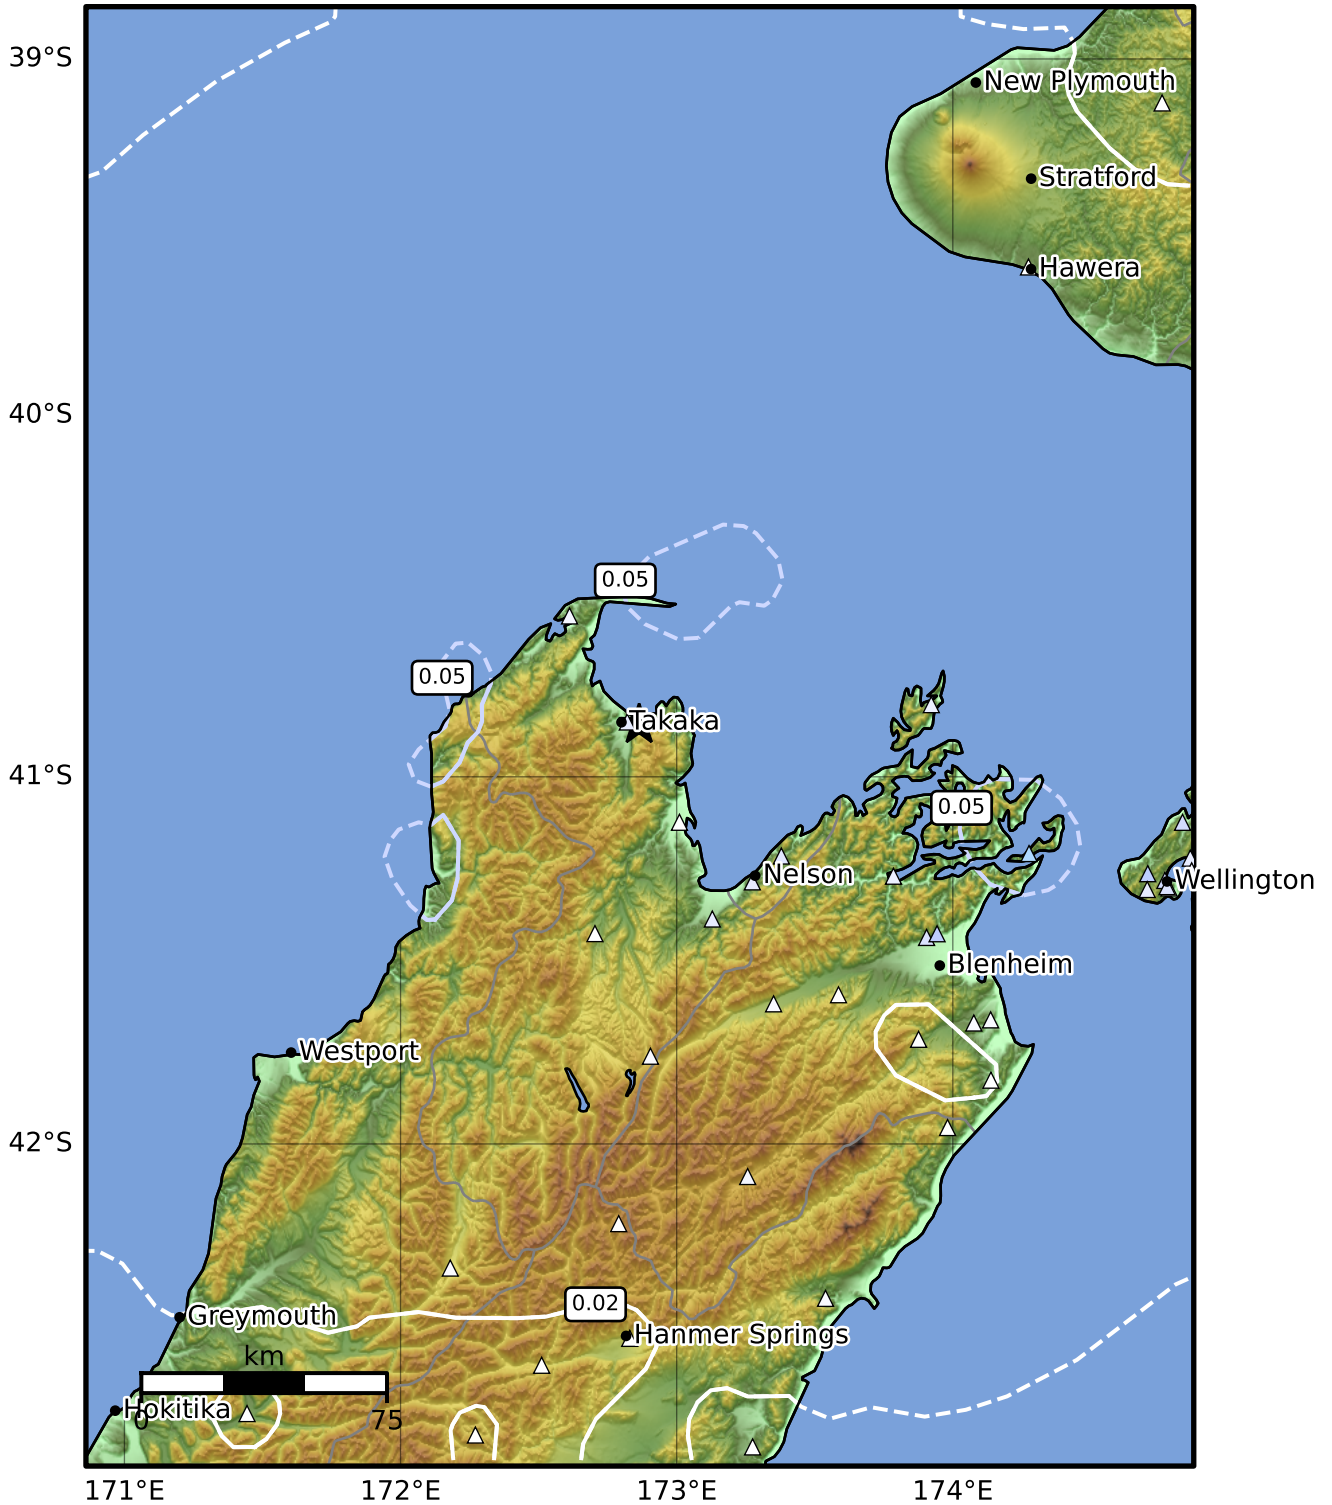 39°S
New Plymouth
Stratford
Hawera
40°S
0.05
0.05
Takaka
41°S
0.05
Nelson
Wellington
Blenheim
Westport
42°S
0.02
Greymouth
Hanmer Springs
km
Hokitika
0
75
171°E
172°E
173°E
174°E